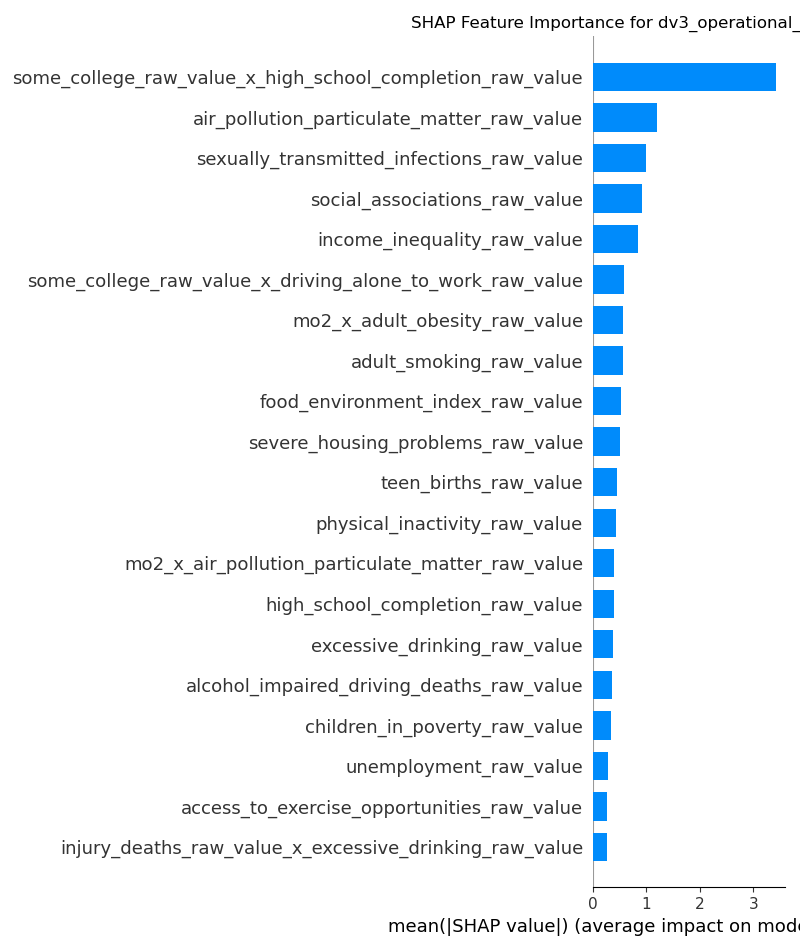 SHAP Feature Importance for dv3_operational_
some_college_raw_value_x_high_school_completion_raw_value
air_pollution_particulate_matter_raw_value
sexually_transmitted_infections_raw_value
social_associations_raw_value
income_inequality_raw_value
some_college_raw_value_x_driving_alone_to_work_raw_value
mo2_x_adult_obesity_raw_value
adult_smoking_raw_value
food_environment_index_raw_value
severe_housing_problems_raw_value
teen_births_raw_value
physical_inactivity_raw_value
mo2_x_air_pollution_particulate_matter_raw_value
high_school_completion_raw_value
excessive_drinking_raw_value
alcohol_impaired_driving_deaths_raw_value
children_in_poverty_raw_value
unemployment_raw_value
access_to_exercise_opportunities_raw_value
injury_deaths_raw_value_x_excessive_drinking_raw_value
0 1 2 3
mean(|SHAP value|) (average impact on mod